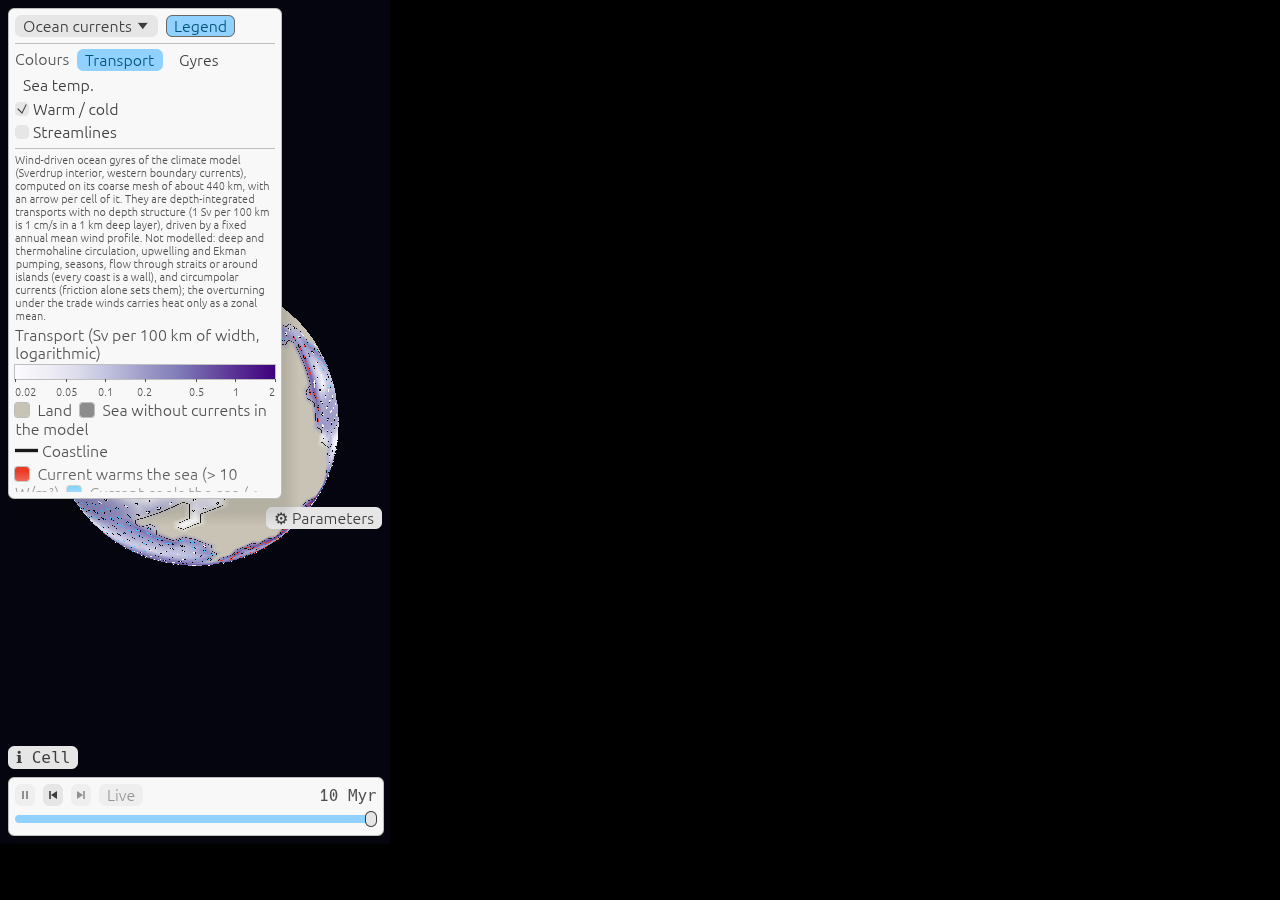 Ocean currents
Legend
Colours Transport Gyres
Sea temp.
Warm / cold
Streamlines
Wind-driven ocean gyres of the climate model
(Sverdrup interior, western boundary currents),
computed on its coarse mesh of about 440 km, with
an arrow per cell of it. They are depth-integrated
transports with no depth structure (1 Sv per 100 km
is 1 cm/s in a 1 km deep layer), driven by a fixed
annual mean wind profile. Not modelled: deep and
thermohaline circulation, upwelling and Ekman
pumping, seasons, flow through straits or around
islands (every coast is a wall), and circumpolar
currents (friction alone sets them); the overturning
under the trade winds carries heat only as a zonal
mean.
Transport (Sv per 100 km of width,
logarithmic)
0.02 0.05 0.1 0.2 0.5 1 2
Land Sea without currents in
the model
Coastline
Current warms the sea (> 10
W/m²) Current cools the sea (<
⚙ Parameters
ℹ Cell
Live 10 Myr